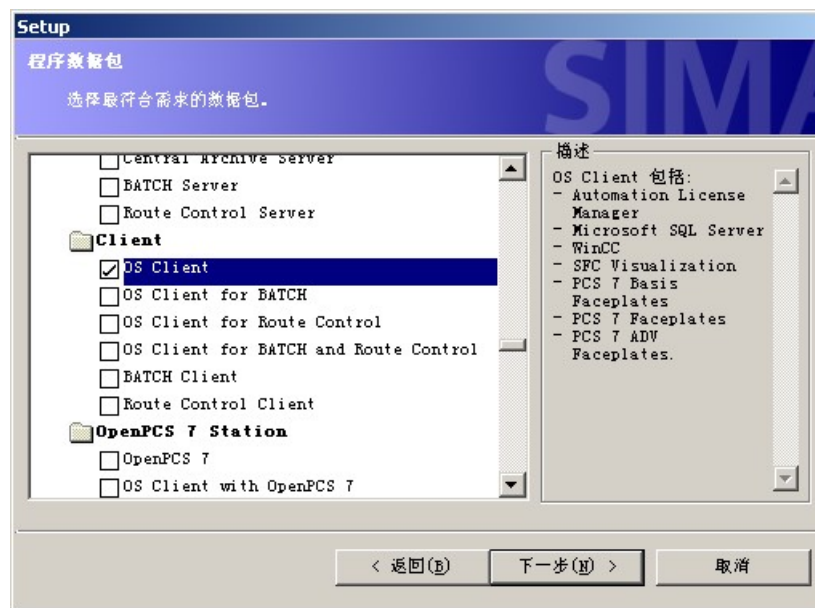 Setup
程序数据包
选择最符合需求的数据包。
SIMA
Central Archive Server
BATCH Server
Route Control Server
Client
OS Client
OS Client for BATCH
OS Client for Route Control
OS Client for BATCH and Route Control
BATCH Client
Route Control Client
OpenPCS 7 Station
OpenPCS 7
OS Client with OpenPCS 7
描述
OS Client 包括:
- Automation License
Manager
- Microsoft SQL Server
- WinCC
- SFC Visualization
- PCS 7 Basis
Faceplates
- PCS 7 Faceplates
- PCS 7 ADV
Faceplates.
< 返回(B)
下一步(N) >
取消